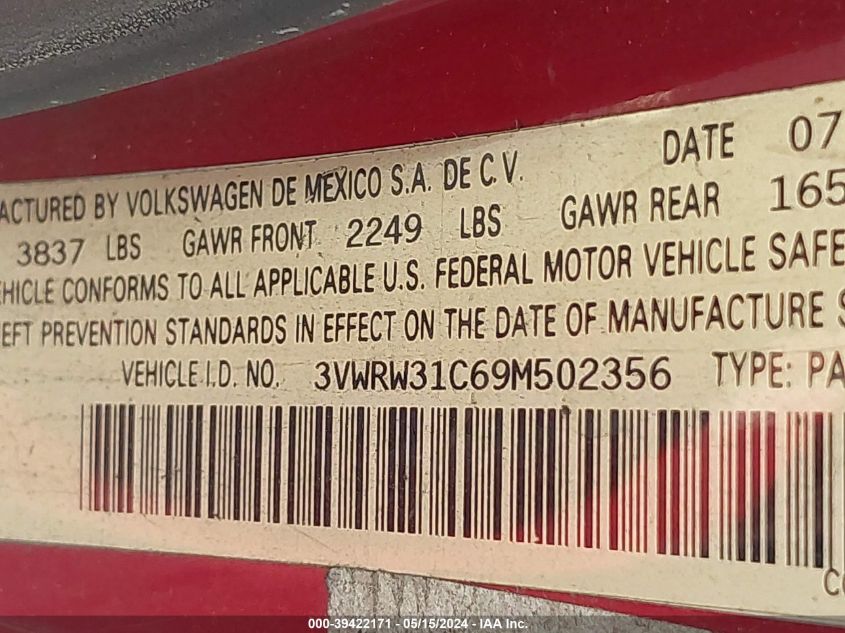 DATE 07
ACTURED BY VOLKSWAGEN DE MEXICO S.A. DE C.V.
3837 LBS GAWR FRONT 2249 LBS GAWR REAR 165
EHICLE CONFORMS TO ALL APPLICABLE U.S. FEDERAL MOTOR VEHICLE SAFE
EFT PREVENTION STANDARDS IN EFFECT ON THE DATE OF MANUFACTURE S
VEHICLE I.D. NO. 3VWRW31C69M502356 TYPE: PA
000-39422171 - 05/15/2024 - IAA Inc.